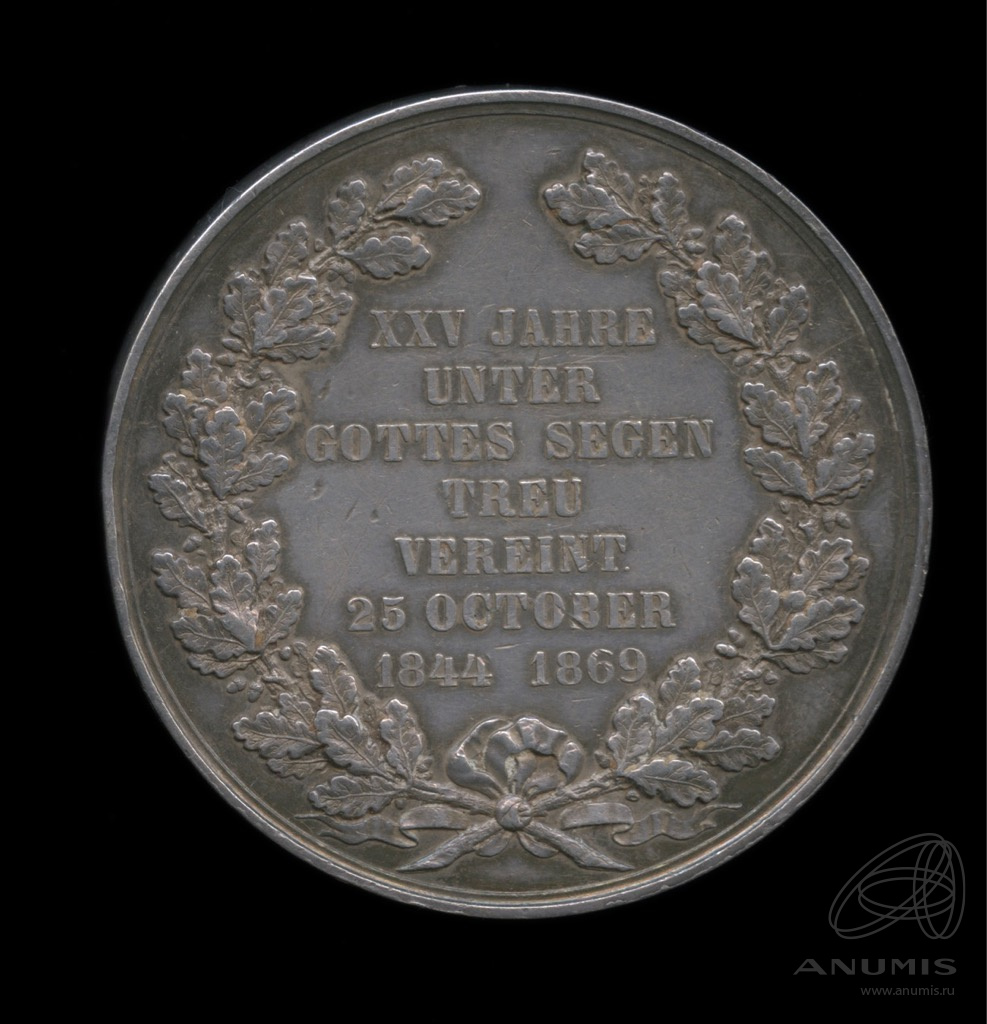 XXV JAHRE
UNTER
GOTTES SEGEN
TREU
VEREINT.
25 OCTOBER
1844 1869
ANUMIS
www.anumis.ru